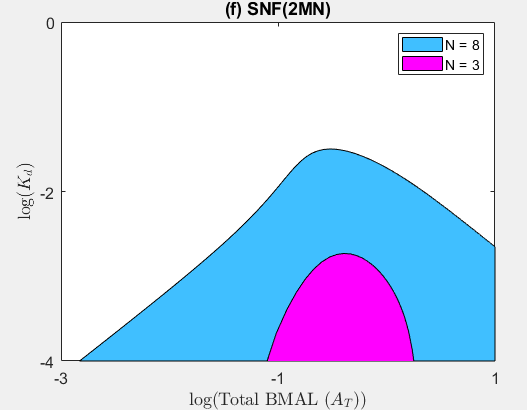 (f) SNF(2MN)
0
N = 8
N = 3
log(K_d)
-2
-4
-3
-1
1
log(Total BMAL (A_T))